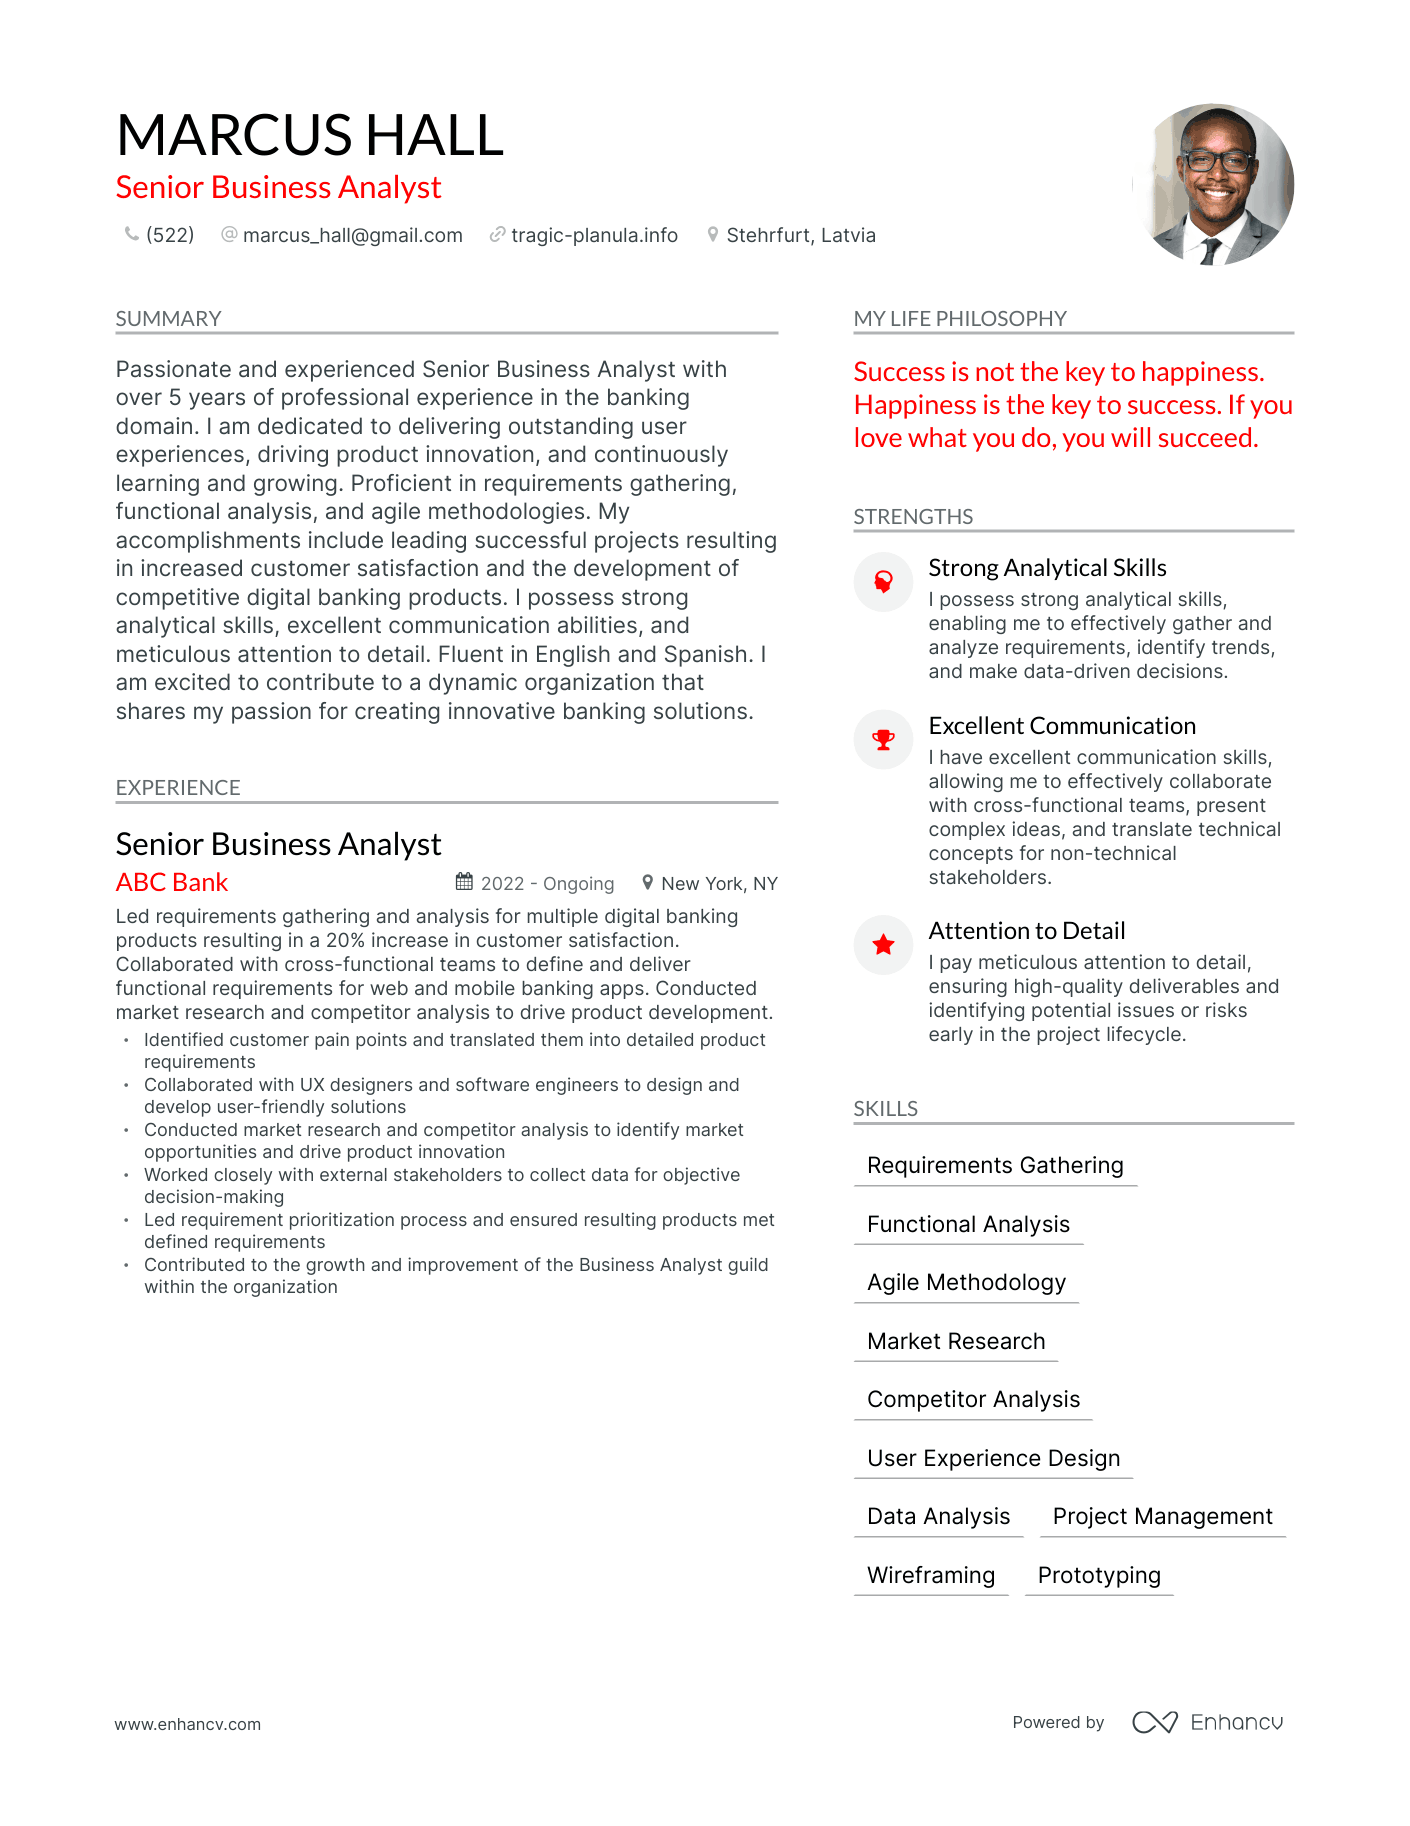 MARCUS HALL
Senior Business Analyst
(522) marcus_hall@gmail.com tragic-planula.info Stehrfurt, Latvia
SUMMARY
Passionate and experienced Senior Business Analyst with
over 5 years of professional experience in the banking
domain. I am dedicated to delivering outstanding user
experiences, driving product innovation, and continuously
learning and growing. Proficient in requirements gathering,
functional analysis, and agile methodologies. My
accomplishments include leading successful projects resulting
in increased customer satisfaction and the development of
competitive digital banking products. I possess strong
analytical skills, excellent communication abilities, and
meticulous attention to detail. Fluent in English and Spanish. I
am excited to contribute to a dynamic organization that
shares my passion for creating innovative banking solutions.
EXPERIENCE
Senior Business Analyst
ABC Bank 2022 - Ongoing New York, NY
Led requirements gathering and analysis for multiple digital banking
products resulting in a 20% increase in customer satisfaction.
Collaborated with cross-functional teams to define and deliver
functional requirements for web and mobile banking apps. Conducted
market research and competitor analysis to drive product development.
• Identified customer pain points and translated them into detailed product
requirements
• Collaborated with UX designers and software engineers to design and
develop user-friendly solutions
• Conducted market research and competitor analysis to identify market
opportunities and drive product innovation
• Worked closely with external stakeholders to collect data for objective
decision-making
• Led requirement prioritization process and ensured resulting products met
defined requirements
• Contributed to the growth and improvement of the Business Analyst guild
within the organization
MY LIFE PHILOSOPHY
Success is not the key to happiness.
Happiness is the key to success. If you
love what you do, you will succeed.
STRENGTHS
Strong Analytical Skills
I possess strong analytical skills,
enabling me to effectively gather and
analyze requirements, identify trends,
and make data-driven decisions.
Excellent Communication
I have excellent communication skills,
allowing me to effectively collaborate
with cross-functional teams, present
complex ideas, and translate technical
concepts for non-technical
stakeholders.
Attention to Detail
I pay meticulous attention to detail,
ensuring high-quality deliverables and
identifying potential issues or risks
early in the project lifecycle.
SKILLS
Requirements Gathering
Functional Analysis
Agile Methodology
Market Research
Competitor Analysis
User Experience Design
Data Analysis Project Management
Wireframing Prototyping
www.enhancv.com
Powered by Enhancv